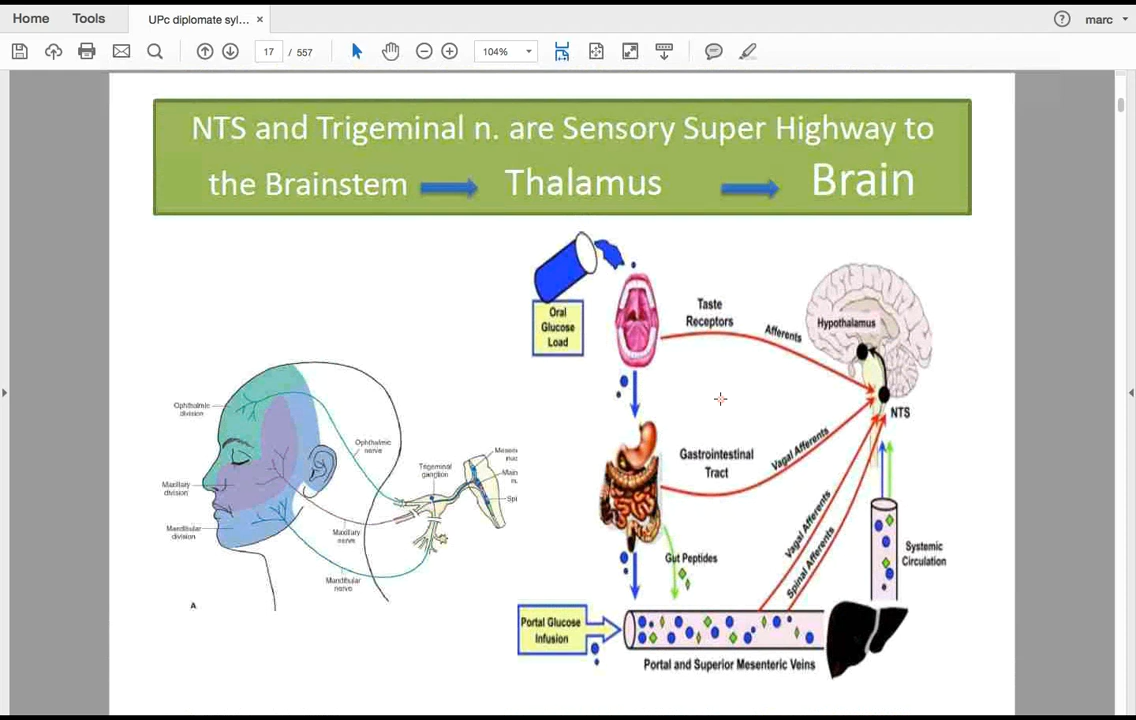 Home Tools UPc diplomate syl... × ? marc
17 / 557 104%
NTS and Trigeminal n. are Sensory Super Highway to
the Brainstem Thalamus Brain
Oral
Glucose
Load
Taste
Receptors
Afferents
Hypothalamus
NTS
Gastrointestinal
Tract
Vagal Afferents
Gut Peptides
Vagal Afferents
Spinal Afferents
Systemic
Circulation
Portal Glucose
Infusion
Portal and Superior Mesenteric Veins
Ophthalmic
division
Ophthalmic
nerve
Maxillary
division
Mandibular
division
Trigeminal
ganglion
Maxillary
nerve
Mandibular
nerve
Mesen
Main
n.
Spi
A